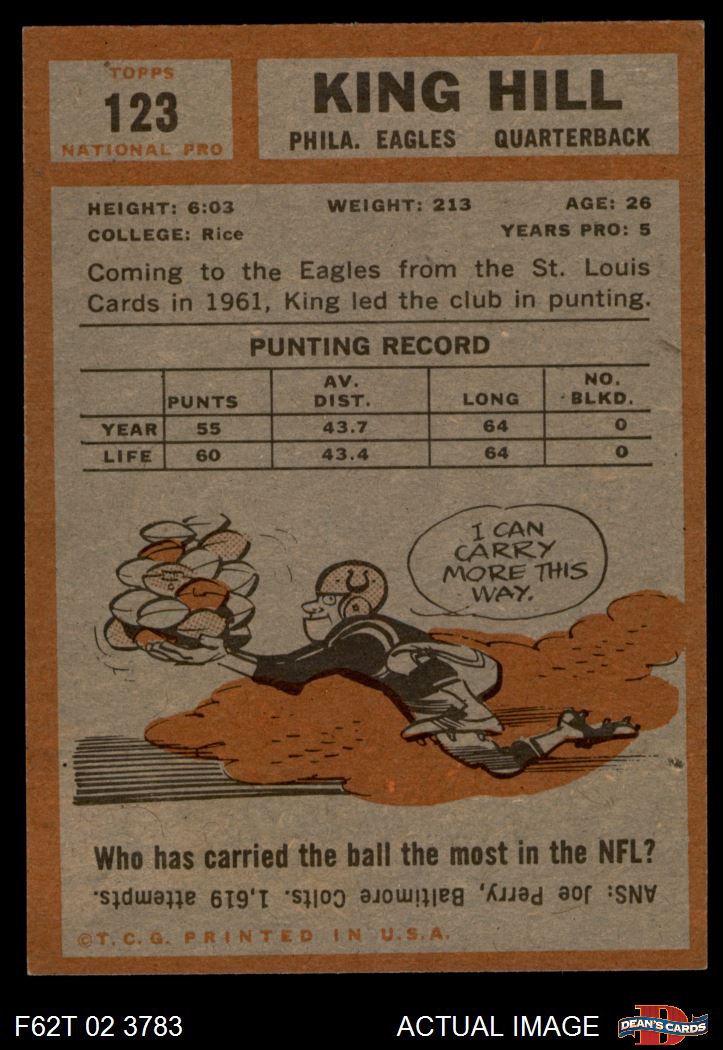 TOPPS
123
NATIONAL PRO
KING HILL
PHILA. EAGLES QUARTERBACK
HEIGHT: 6:03 WEIGHT: 213 AGE: 26
COLLEGE: Rice YEARS PRO: 5
Coming to the Eagles from the St. Louis
Cards in 1961, King led the club in punting.
PUNTING RECORD
PUNTS AV. DIST. LONG NO. BLKD.
YEAR 55 43.7 64 0
LIFE 60 43.4 64 0
I CAN
CARRY
MORE THIS
WAY.
Who has carried the ball the most in the NFL?
ANS: Joe Perry, Baltimore Colts. 1,619 attempts.
©T.C.G. PRINTED IN U.S.A.
F62T 02 3783 ACTUAL IMAGE
D
DEAN'S CARDS